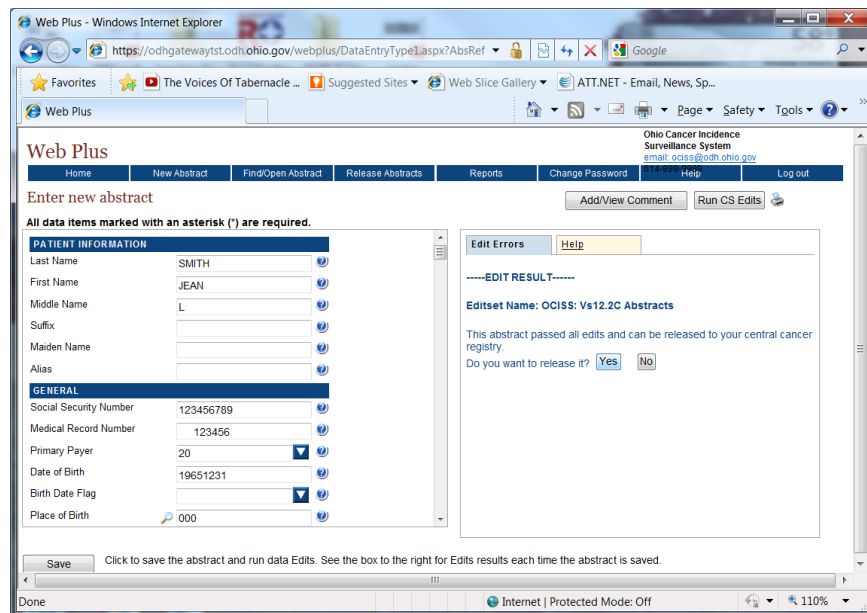 Web Plus - Windows Internet Explorer
https://odhgatewaytst.odh.ohio.gov/webplus/DataEntryType1.aspx?AbsRef
Google
Favorites
The Voices Of Tabernacle ...
Suggested Sites
Web Slice Gallery
ATT.NET - Email, News, Sp...
Web Plus
Page
Safety
Tools
Web Plus
Ohio Cancer Incidence
Surveillance System
email: ociss@odh.ohio.gov
614-999-9999
Home
New Abstract
Find/Open Abstract
Release Abstracts
Reports
Change Password
Help
Log out
Enter new abstract
Add/View Comment
Run CS Edits
All data items marked with an asterisk (*) are required.
PATIENT INFORMATION
Last Name SMITH
First Name JEAN
Middle Name L
Suffix
Maiden Name
Alias
GENERAL
Social Security Number 123456789
Medical Record Number 123456
Primary Payer 20
Date of Birth 19651231
Birth Date Flag
Place of Birth 000
Edit Errors
Help
-----EDIT RESULT------
Editset Name: OCISS: Vs12.2C Abstracts
This abstract passed all edits and can be released to your central cancer
registry.
Do you want to release it? Yes No
Save
Click to save the abstract and run data Edits. See the box to the right for Edits results each time the abstract is saved.
Done
Internet | Protected Mode: Off
110%